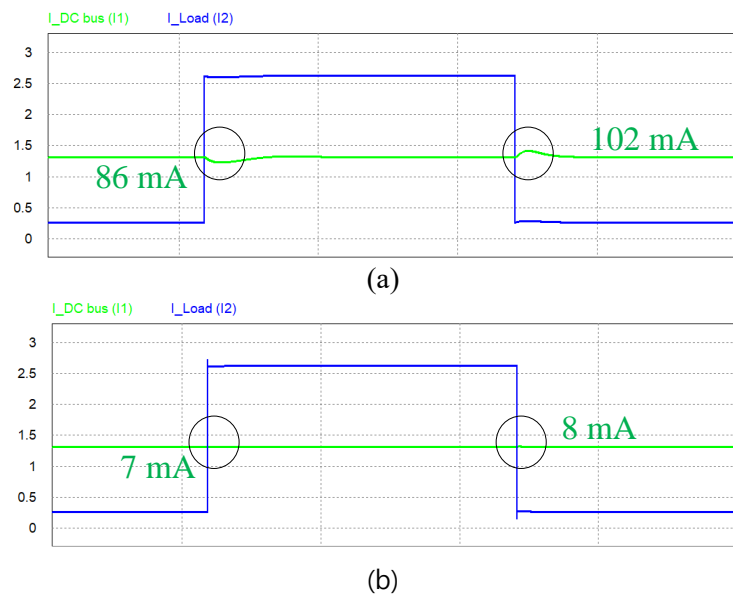 I_DC bus (I1) I_Load (I2)
3
2.5
2
1.5
1
0.5
0
86 mA
102 mA
(a)
I_DC bus (I1) I_Load (I2)
3
2.5
2
1.5
1
0.5
0
7 mA
8 mA
(b)